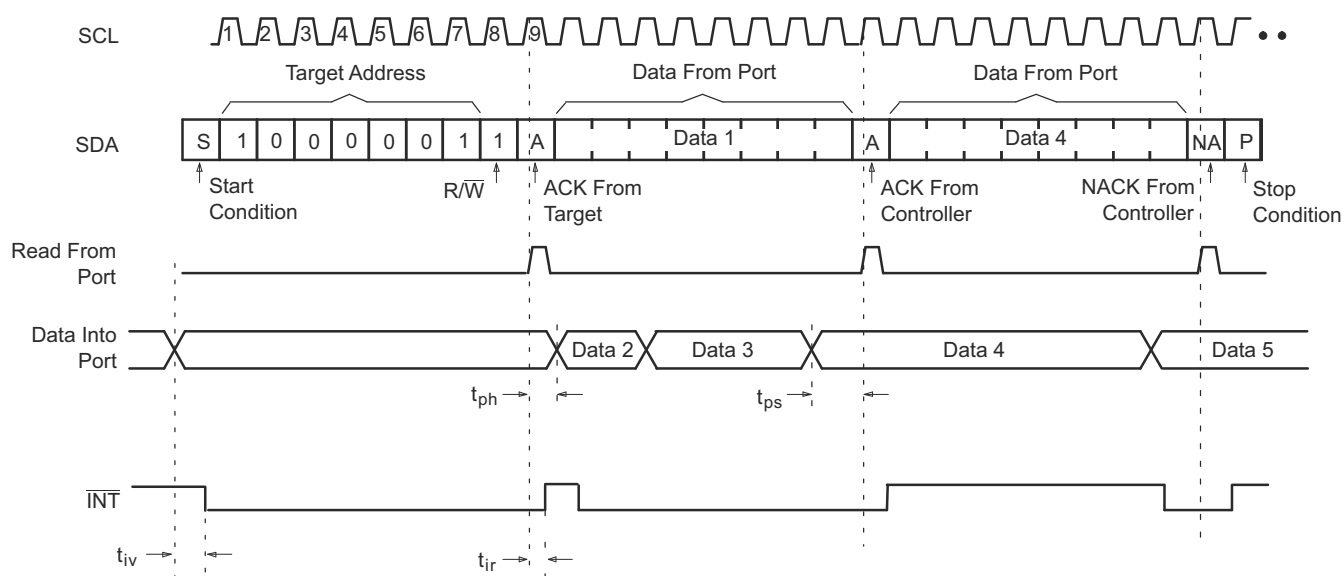 SCL 1 2 3 4 5 6 7 8 9
Target Address Data From Port Data From Port
SDA S 1 0 0 0 0 0 1 1 A Data 1 A Data 4 NA P
Start Condition
R/W̅
ACK From Target
ACK From Controller
NACK From Controller
Stop Condition
Read From Port
Data Into Port
Data 2 Data 3 Data 4 Data 5
tph tps
I̅N̅T̅
tiv tir